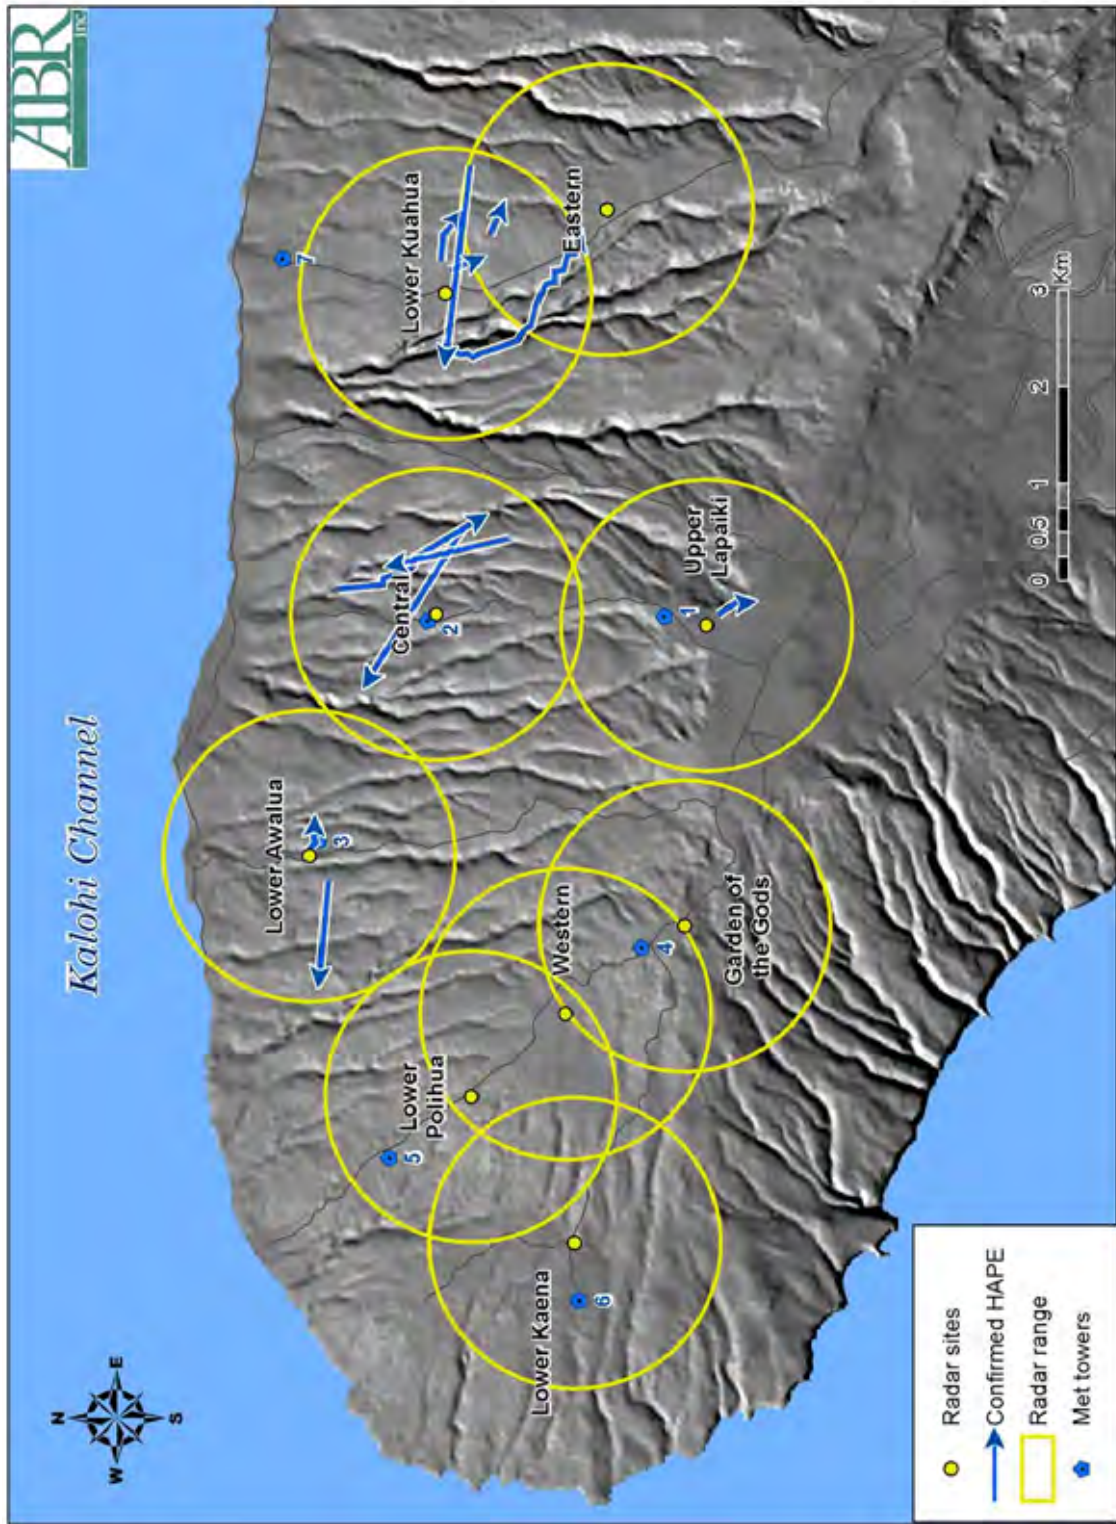 ABR
Inc
Kalohi Channel
N
W
E
S
7
Lower Kuahua
Eastern
Central
2
Upper
Lapaiki
1
Lower Awalua
3
Western
Garden of
the Gods
4
Lower
Polihua
5
Lower Kaena
6
0
0.5
1
2
3
Km
Radar sites
Confirmed HAPE
Radar range
Met towers